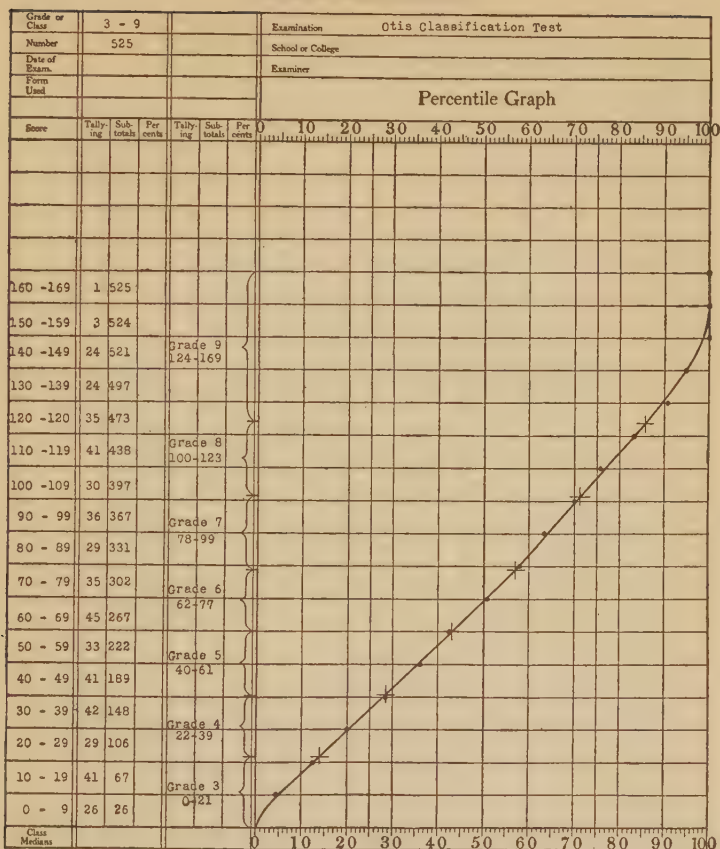 Grade or Class 3 - 9 Examination Otis Classification Test
Number 525 School or College
Date of Exam. Examiner
Form Used
Percentile Graph
Score Tally-ing Sub-totals Per cents Tally-ing Sub-totals Per cents 0 10 20 30 40 50 60 70 80 90 100
160 -169 1 525
150 -159 3 524
140 -149 24 521 Grade 9
124-169
130 -139 24 497
120 -120 35 473
Grade 8
110 -119 41 438
100-123
100 -109 30 397
90 - 99 36 367
Grade 7
78-99
80 - 89 29 331
70 - 79 35 302
Grade 6
62-77
60 - 69 45 267
50 - 59 33 222
Grade 5
40-61
40 - 49 41 189
30 - 39 42 148
Grade 4
22-39
20 - 29 29 106
10 - 19 41 67
Grade 3
0-21
0 - 9 26 26
Class Medians 0 10 20 30 40 50 60 70 80 90 100